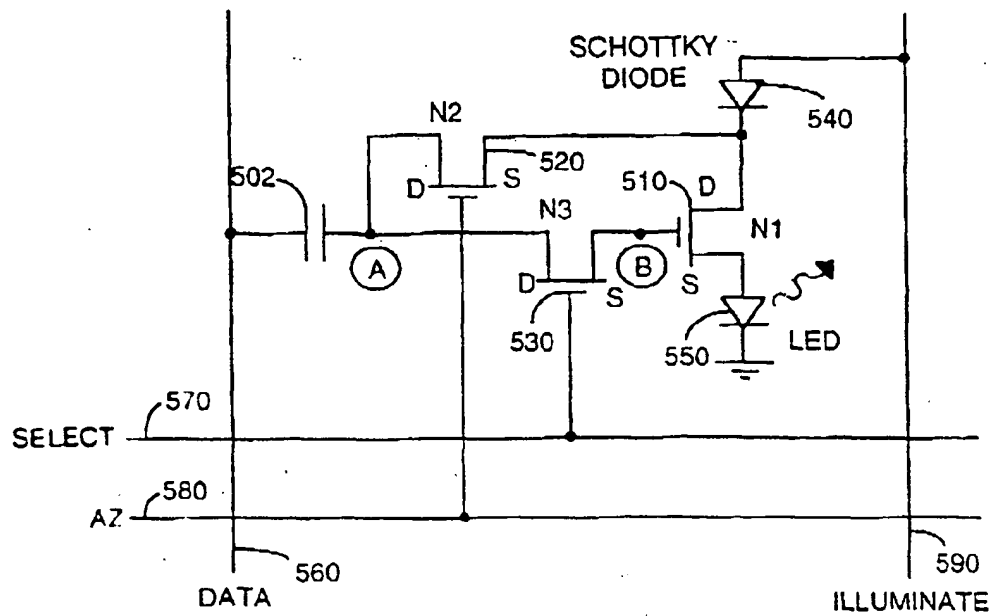 SCHOTTKY
DIODE
540
N2
520
D
S
510
D
502
N3
N1
A
B
D
S
S
530
550
LED
570
SELECT
580
AZ
560
590
DATA
ILLUMINATE